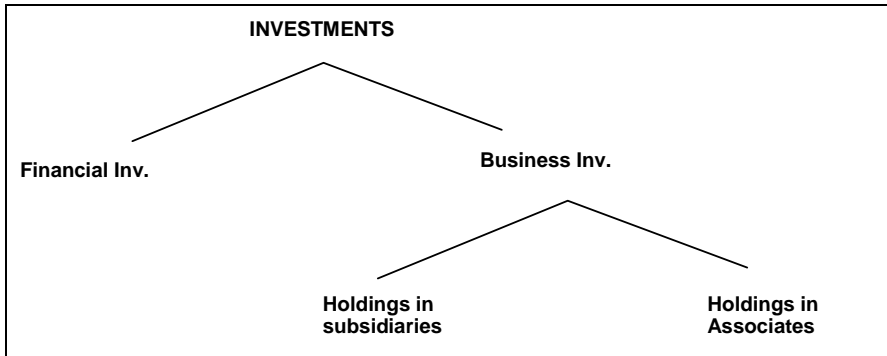 INVESTMENTS
Financial Inv.
Business Inv.
Holdings in
subsidiaries
Holdings in
Associates